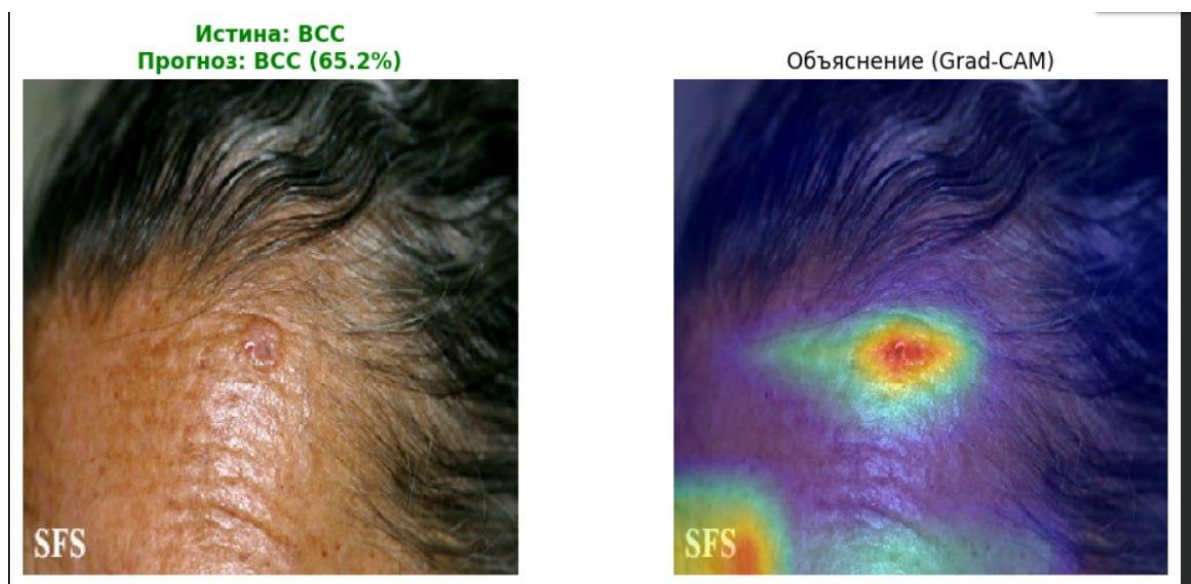 Истина: BCC
Прогноз: BCC (65.2%)
Объяснение (Grad-CAM)
SFS
SFS